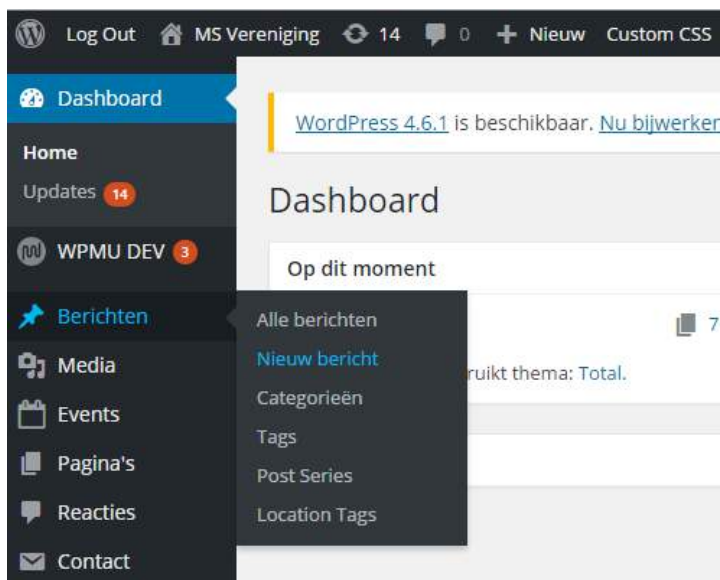 Log Out MS Vereniging 14 0 Nieuw Custom CSS
Dashboard
WordPress 4.6.1 is beschikbaar. Nu bijwerken
Home
Updates 14
Dashboard
WPMU DEV 3
Op dit moment
Berichten
Alle berichten
7
Nieuw bericht
Media
ruikt thema: Total.
Categorieën
Events
Tags
Pagina's
Post Series
Reacties
Location Tags
Contact